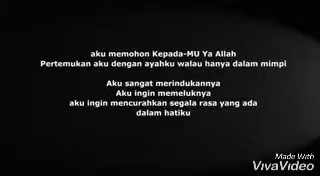 aku memohon Kepada-MU Ya Allah
Pertemukan aku dengan ayahku walau hanya dalam mimpi
Aku sangat merindukannya
Aku ingin memeluknya
aku ingin mencurahkan segala rasa yang ada
dalam hatiku
Made With
VivaVideo